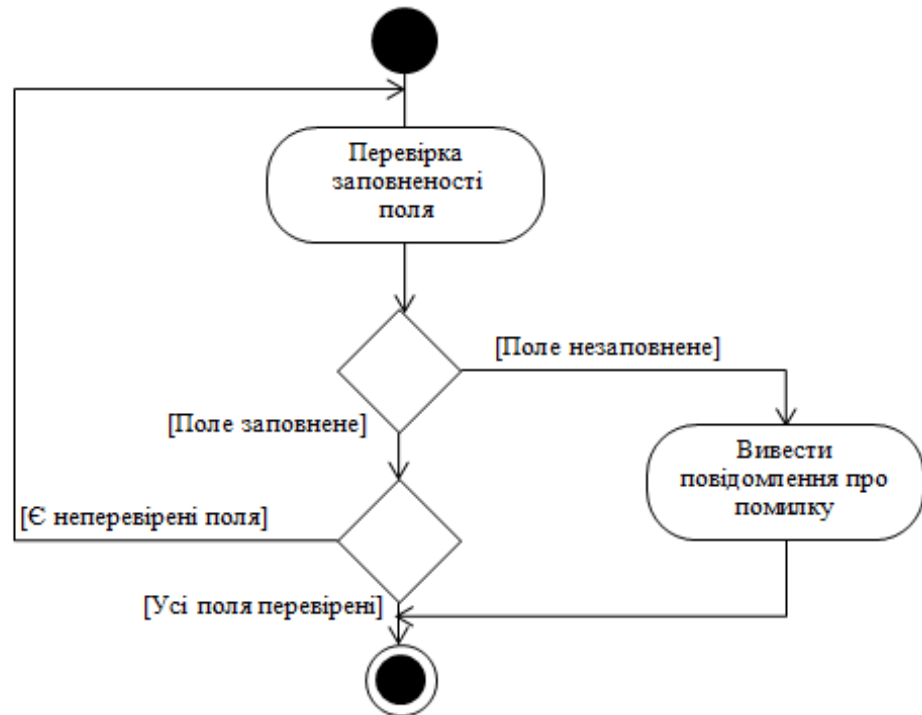 Перевірка
заповненості
поля
[Поле незаповнене]
[Поле заповнене]
Вивести
повідомлення про
помилку
[Є неперевірені поля]
[Усі поля перевірені]